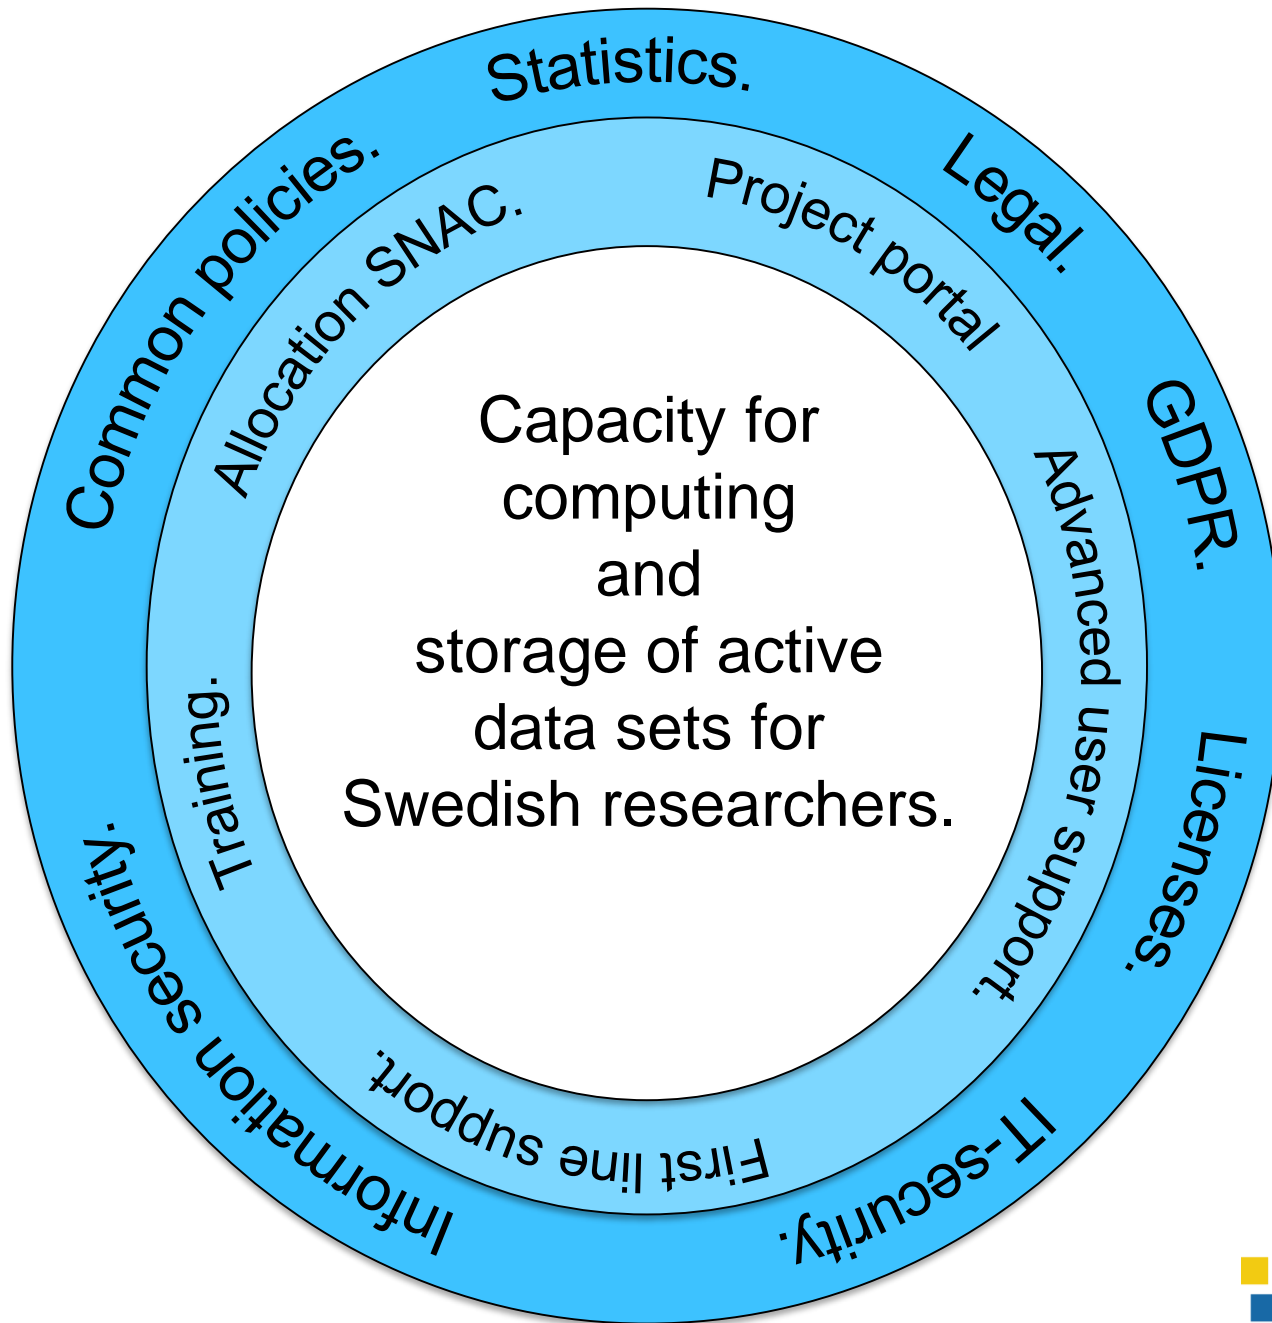 Statistics.
Legal.
GDPR.
Licenses.
IT-security.
Information security.
Common policies.
Project portal
Advanced user support.
First line support.
Training.
Allocation SNAC.
Capacity for
computing
and
storage of active
data sets for
Swedish researchers.